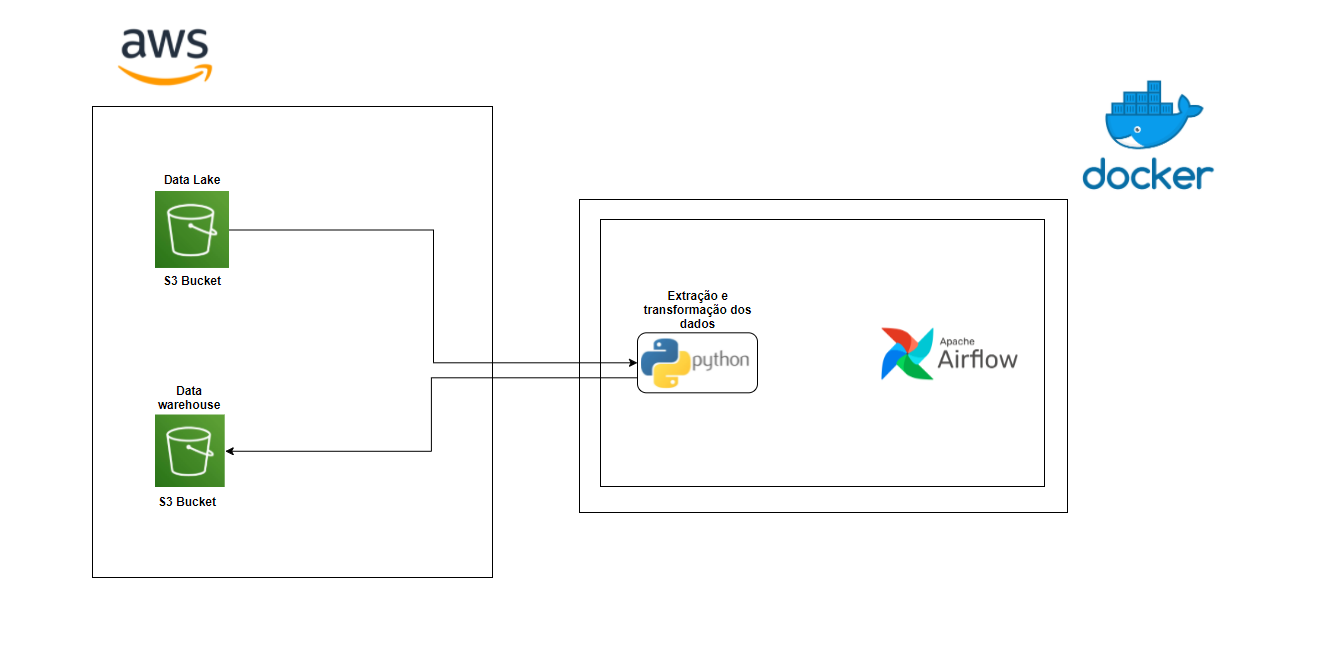 aws
Data Lake
S3 Bucket
Data
warehouse
S3 Bucket
docker
Extração e
transformação dos
dados
python
Apache
Airflow